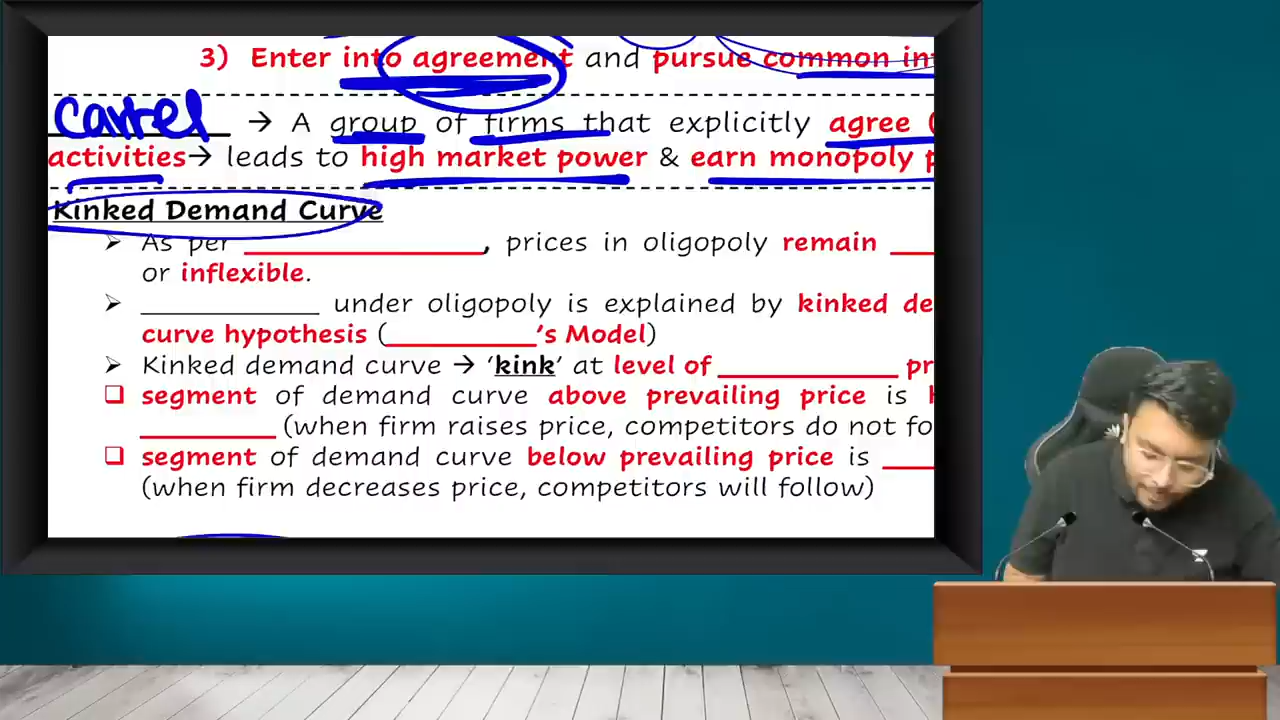 3) Enter into agreement and pursue common in
Cartel → A group of firms that explicitly agree (
activities→ leads to high market power & earn monopoly p
Kinked Demand Curve
➢ As per ____________, prices in oligopoly remain ____
or inflexible.
➢ ____________ under oligopoly is explained by kinked de
curve hypothesis (__________'s Model)
➢ Kinked demand curve → 'kink' at level of ____________ pr
❑ segment of demand curve above prevailing price is
_________ (when firm raises price, competitors do not fo
❑ segment of demand curve below prevailing price is ____
(when firm decreases price, competitors will follow)